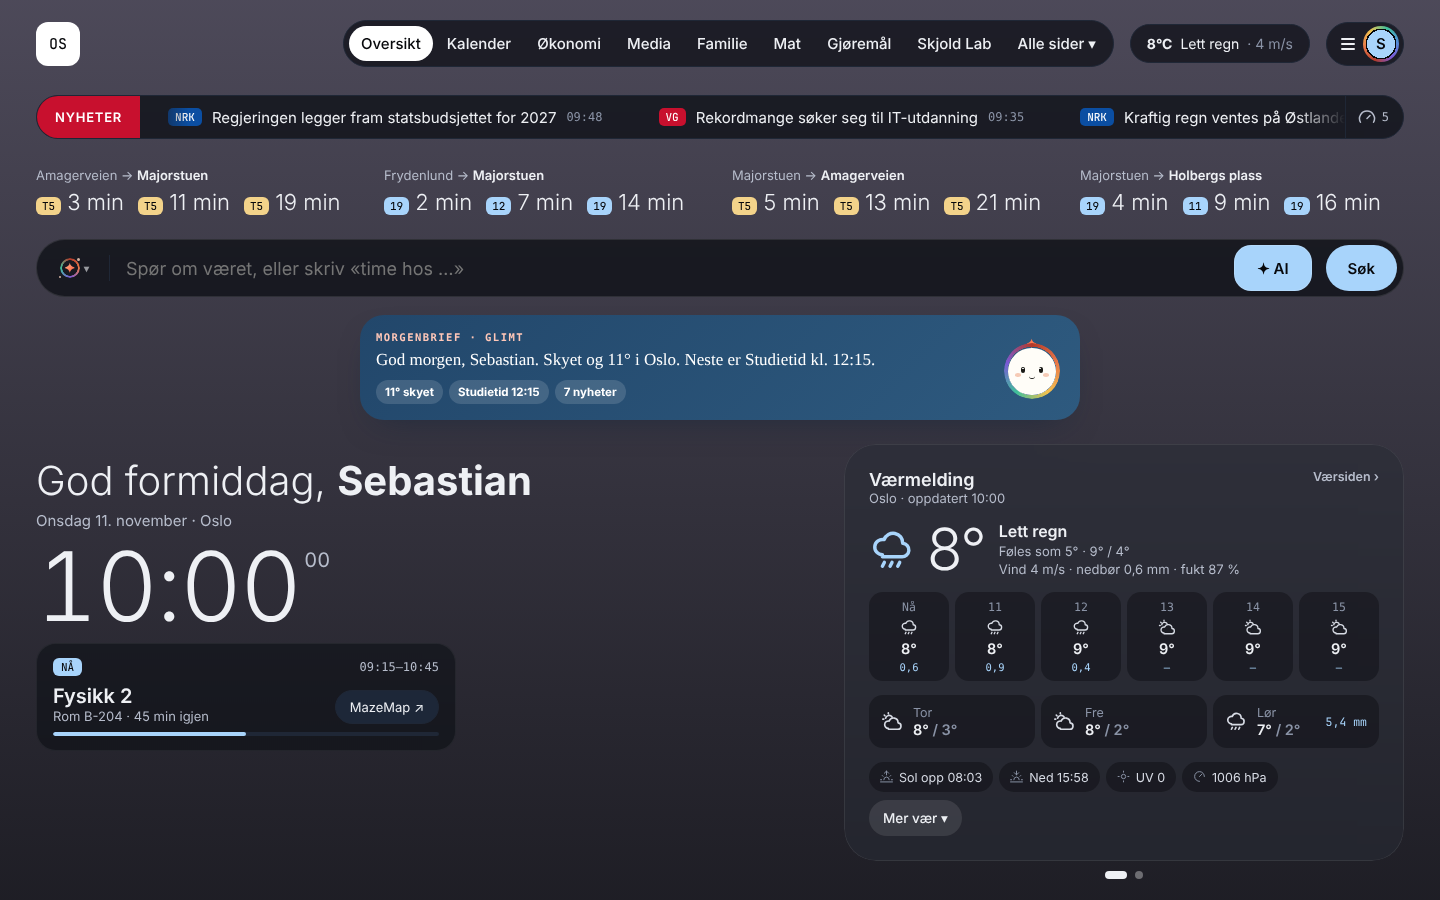 OS
Oversikt Kalender Økonomi Media Familie Mat Gjøremål Skjold Lab Alle sider ▾
8°C Lett regn · 4 m/s
S
NYHETER
NRK Regjeringen legger fram statsbudsjettet for 2027 09:48
VG Rekordmange søker seg til IT-utdanning 09:35
NRK Kraftig regn ventes på Østland
5
Amagerveien → Majorstuen
T5 3 min T5 11 min T5 19 min
Frydenlund → Majorstuen
19 2 min 12 7 min 19 14 min
Majorstuen → Amagerveien
T5 5 min T5 13 min T5 21 min
Majorstuen → Holbergs plass
19 4 min 11 9 min 19 16 min
Spør om været, eller skriv «time hos ...»
✦ AI
Søk
MORGENBRIEF · GLIMT
God morgen, Sebastian. Skyet og 11° i Oslo. Neste er Studietid kl. 12:15.
11° skyet Studietid 12:15 7 nyheter
God formiddag, Sebastian
Onsdag 11. november · Oslo
10:00 00
NÅ 09:15–10:45
Fysikk 2
Rom B-204 · 45 min igjen
MazeMap ↗
Værmelding
Værsiden ›
Oslo · oppdatert 10:00
8°
Lett regn
Føles som 5° · 9° / 4°
Vind 4 m/s · nedbør 0,6 mm · fukt 87 %
Nå 11 12 13 14 15
8° 8° 9° 9° 9° 9°
0,6 0,9 0,4 – – –
Tor
8° / 3°
Fre
8° / 2°
Lør
7° / 2°
5,4 mm
Sol opp 08:03 Ned 15:58 UV 0 1006 hPa
Mer vær ▾